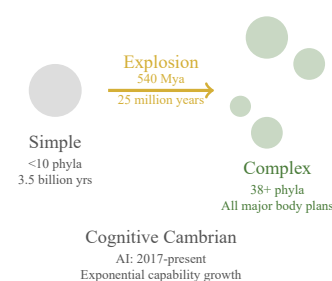 Explosion
540 Mya
25 million years
Simple
<10 phyla
3.5 billion yrs
Complex
38+ phyla
All major body plans
Cognitive Cambrian
AI: 2017-present
Exponential capability growth